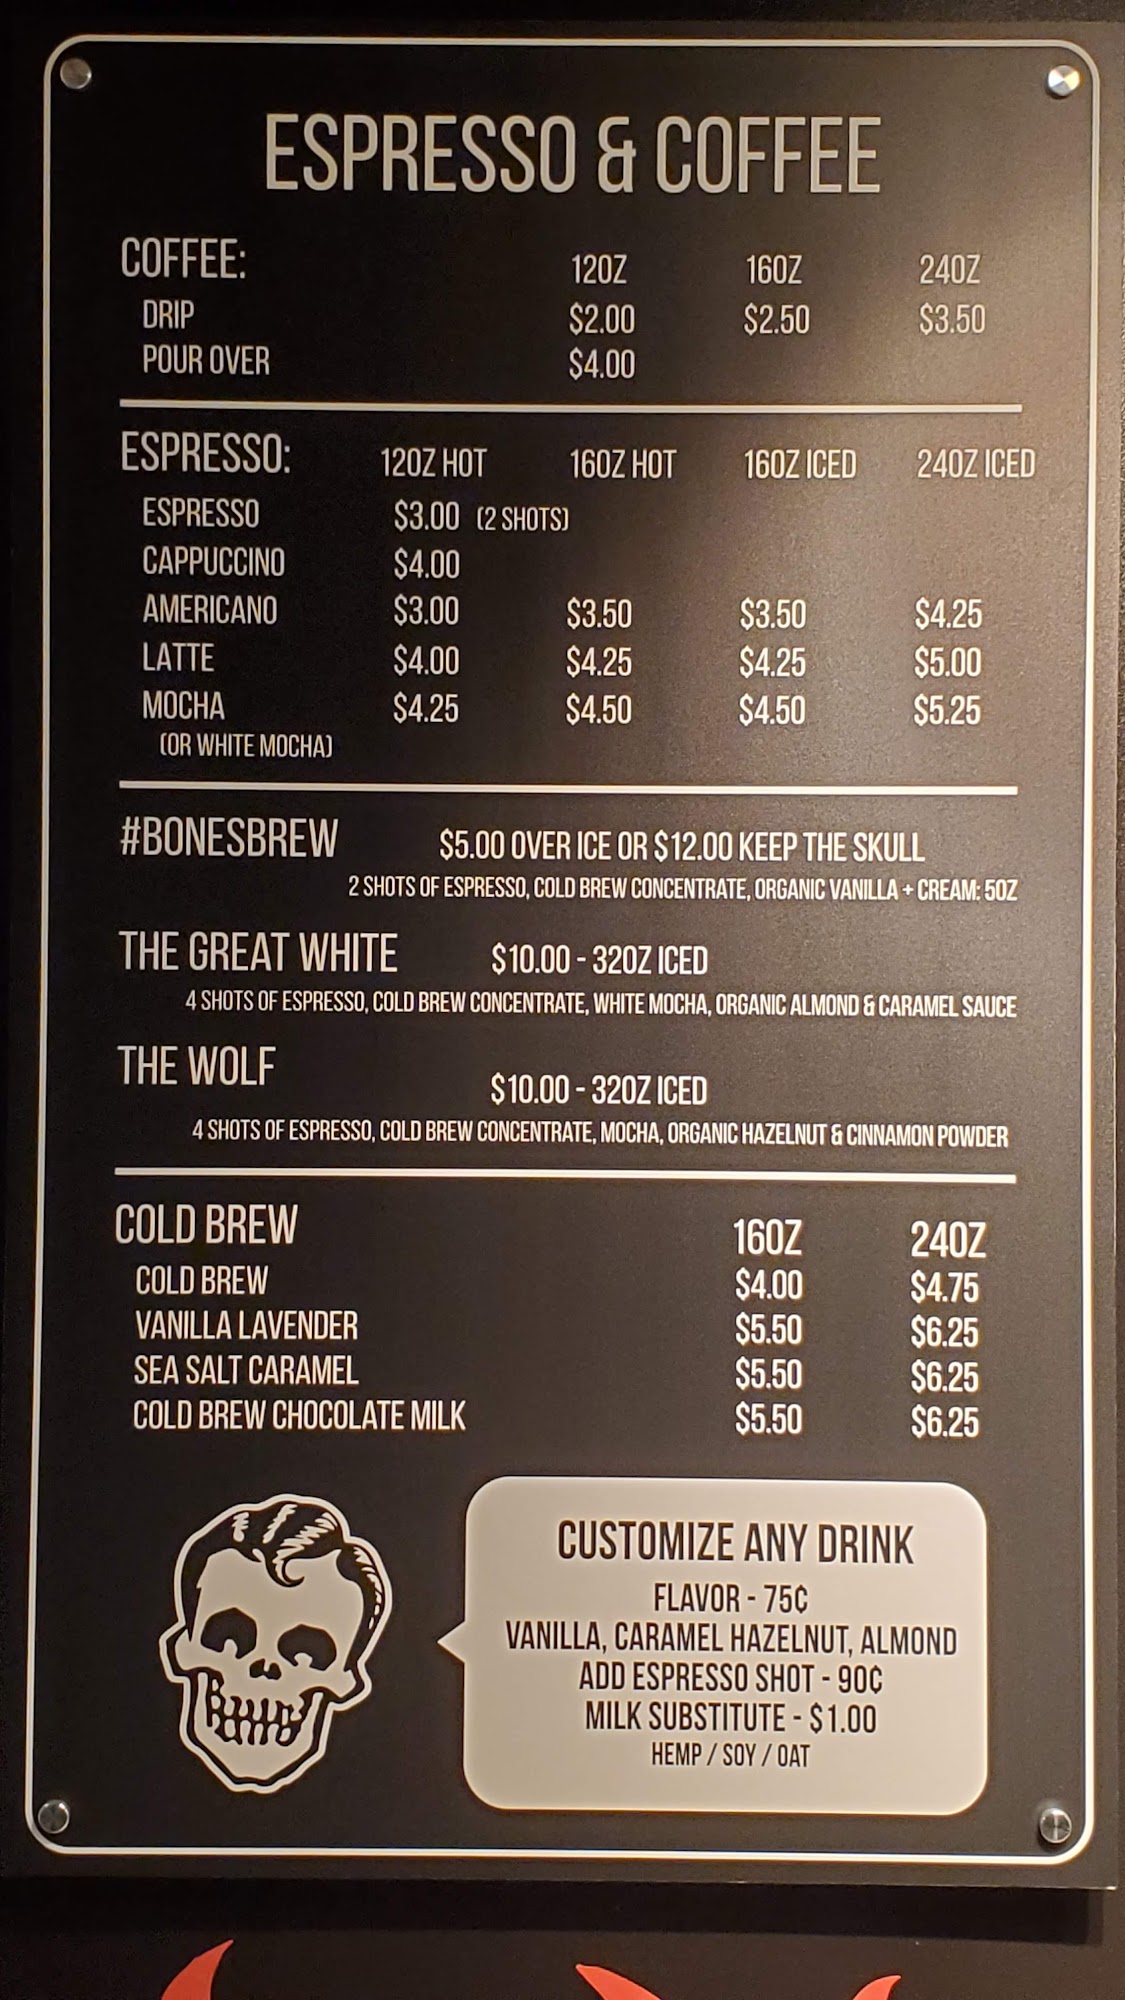 ESPRESSO & COFFEE
COFFEE: 12OZ 16OZ 24OZ
DRIP $2.00 $2.50 $3.50
POUR OVER $4.00
ESPRESSO: 12OZ HOT 16OZ HOT 16OZ ICED 24OZ ICED
ESPRESSO $3.00 (2 SHOTS)
CAPPUCCINO $4.00
AMERICANO $3.00 $3.50 $3.50 $4.25
LATTE $4.00 $4.25 $4.25 $5.00
MOCHA $4.25 $4.50 $4.50 $5.25
(OR WHITE MOCHA)
#BONESBREW $5.00 OVER ICE OR $12.00 KEEP THE SKULL
2 SHOTS OF ESPRESSO, COLD BREW CONCENTRATE, ORGANIC VANILLA + CREAM: 5OZ
THE GREAT WHITE $10.00 - 32OZ ICED
4 SHOTS OF ESPRESSO, COLD BREW CONCENTRATE, WHITE MOCHA, ORGANIC ALMOND & CARAMEL SAUCE
THE WOLF $10.00 - 32OZ ICED
4 SHOTS OF ESPRESSO, COLD BREW CONCENTRATE, MOCHA, ORGANIC HAZELNUT & CINNAMON POWDER
COLD BREW 16OZ 24OZ
COLD BREW $4.00 $4.75
VANILLA LAVENDER $5.50 $6.25
SEA SALT CARAMEL $5.50 $6.25
COLD BREW CHOCOLATE MILK $5.50 $6.25
CUSTOMIZE ANY DRINK
FLAVOR - 75¢
VANILLA, CARAMEL HAZELNUT, ALMOND
ADD ESPRESSO SHOT - 90¢
MILK SUBSTITUTE - $1.00
HEMP / SOY / OAT